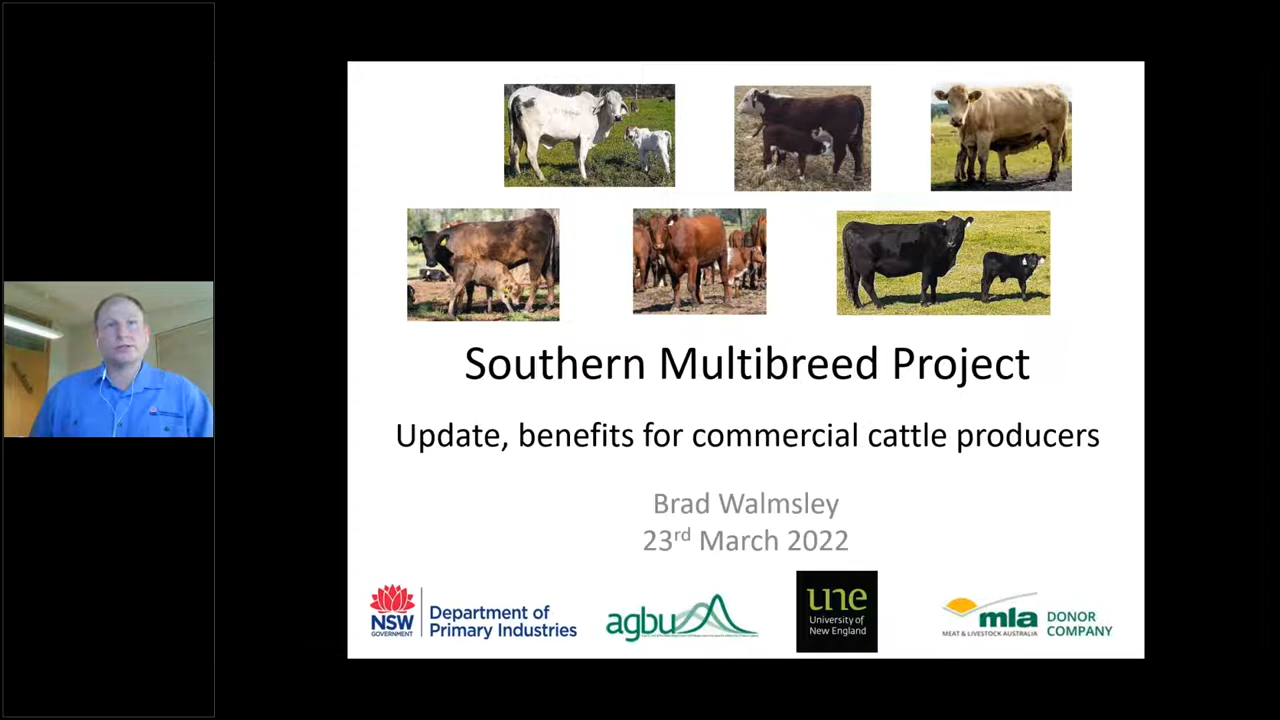 Southern Multibreed Project
Update, benefits for commercial cattle producers
Brad Walmsley
23rd March 2022
NSW
GOVERNMENT
Department of
Primary Industries
agbu
une
University of
New England
mla
MEAT & LIVESTOCK AUSTRALIA
DONOR
COMPANY